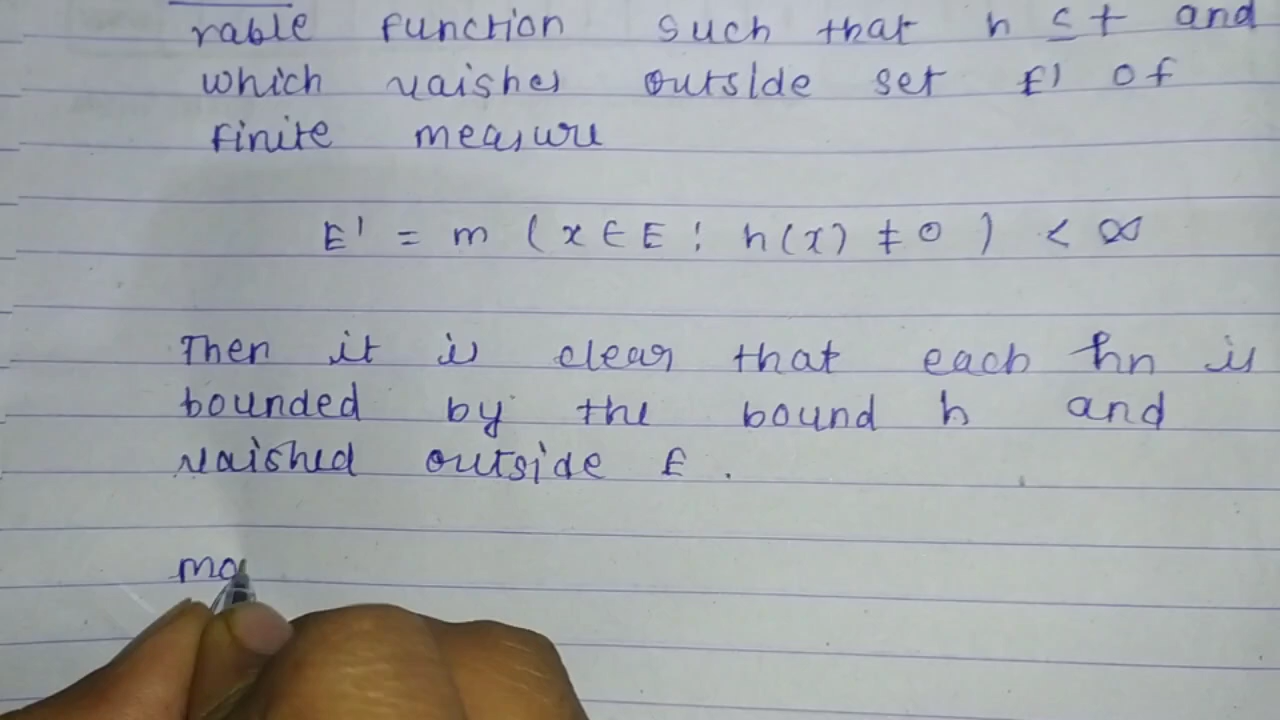 rable function such that h ≤ f and
which vaishes outside set E' of
finite measure
E' = m (x ∈ E : h(x) ≠ 0) < ∞
Then it is clear that each hn is
bounded by the bound h and
vaished outside E.
mo